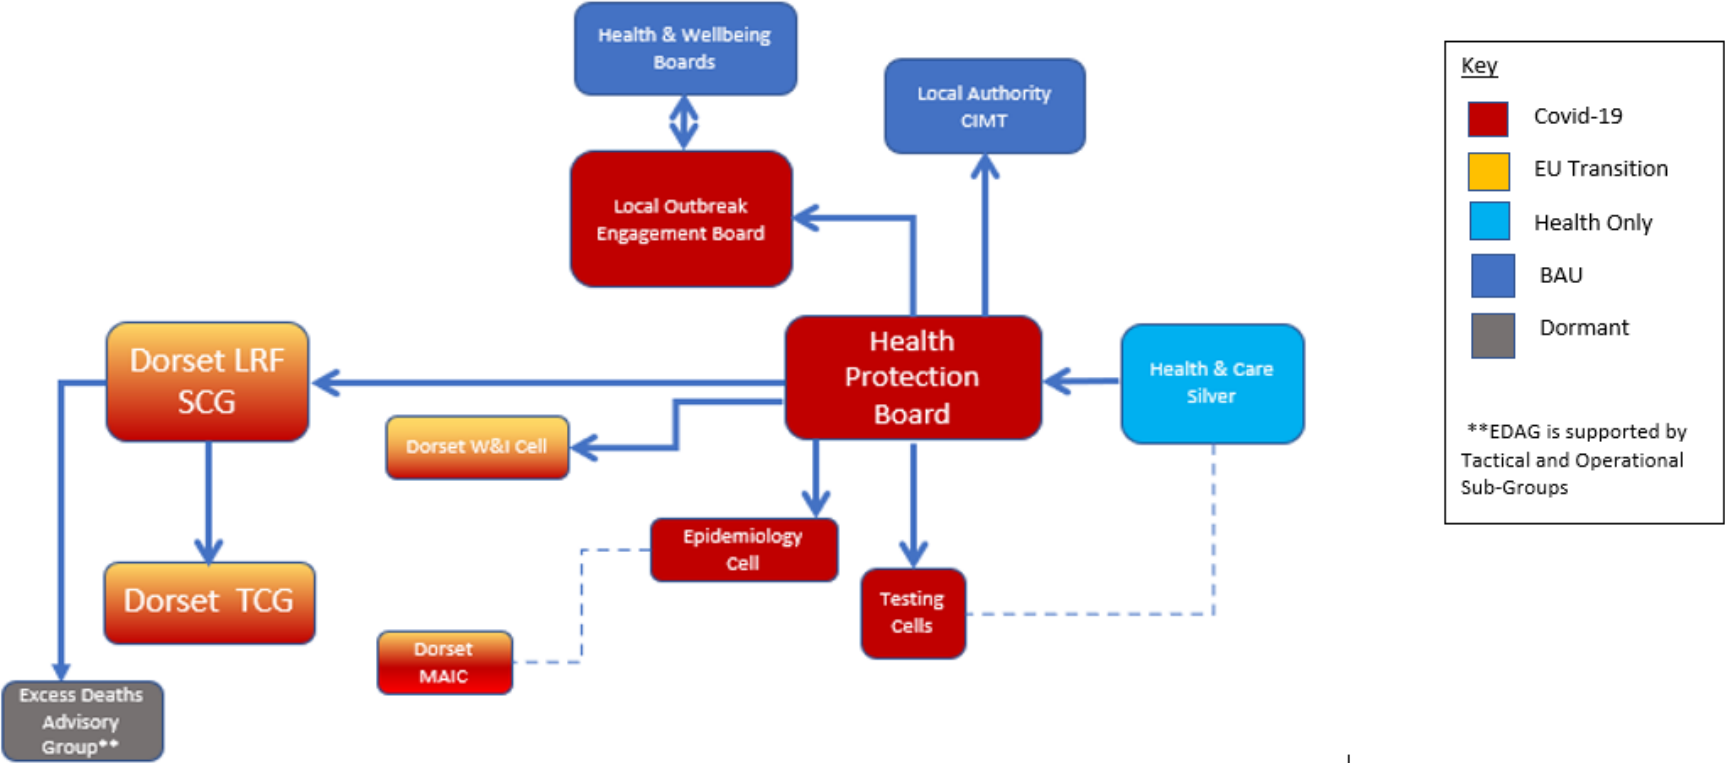 Health & Wellbeing
Boards
Local Authority
CIMT
Local Outbreak
Engagement Board
Health
Protection
Board
Health & Care
Silver
Dorset LRF
SCG
Dorset W&I Cell
Epidemiology
Cell
Testing
Cells
Dorset  TCG
Dorset
MAIC
Excess Deaths
Advisory
Group**
Key
Covid-19
EU Transition
Health Only
BAU
Dormant
**EDAG is supported by
Tactical and Operational
Sub-Groups